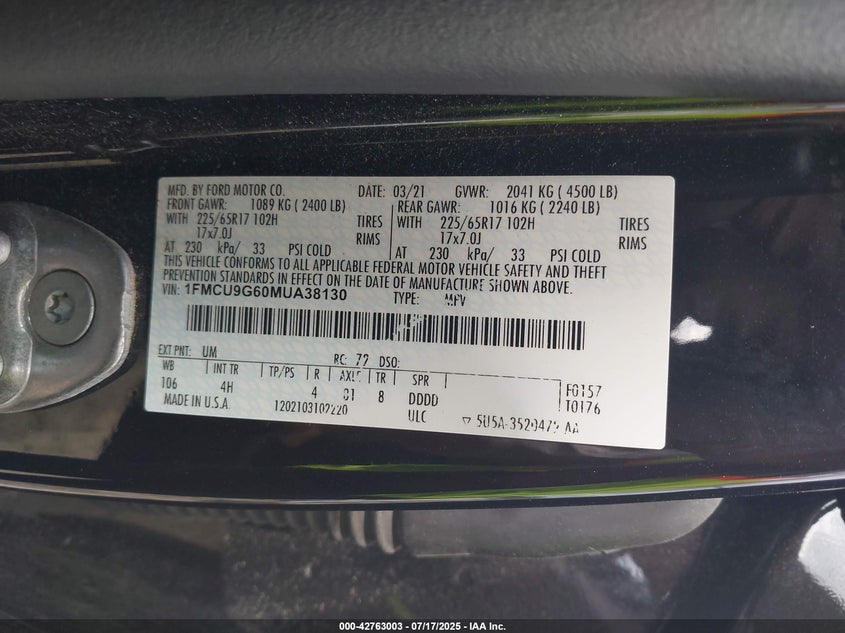 MFD. BY FORD MOTOR CO. DATE: 03/21 GVWR: 2041 KG ( 4500 LB)
FRONT GAWR: 1089 KG ( 2400 LB) REAR GAWR: 1016 KG ( 2240 LB)
WITH 225/65R17 102H TIRES WITH 225/65R17 102H TIRES
17x7.0J RIMS 17x7.0J RIMS
AT 230 kPa/ 33 PSI COLD AT 230 kPa/ 33 PSI COLD
THIS VEHICLE CONFORMS TO ALL APPLICABLE FEDERAL MOTOR VEHICLE SAFETY AND THEFT
PREVENTION STANDARDS IN EFFECT ON THE DATE OF MANUFACTURE SHOWN ABOVE.
VIN: 1FMCU9G60MUA38130 TYPE: MPV
EXT PNT: UM RC: 72 DSO:
WB INT TR TP/PS R AXLE TR SPR
106 4H 4 01 8 DDDD F0157
MADE IN U.S.A. ULC T0176
000-42763003 / 07/17/2025 - IAA Inc.